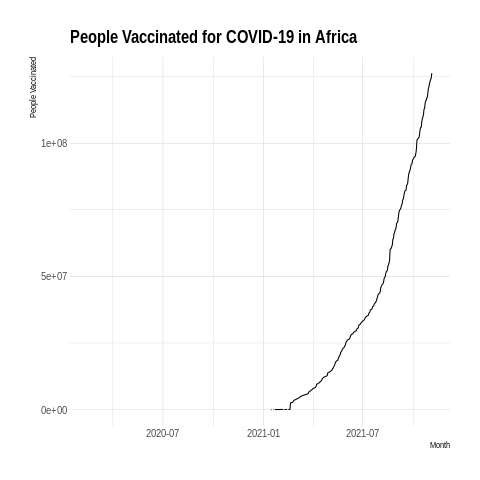 People Vaccinated for COVID-19 in Africa
People Vaccinated
1e+08
5e+07
0e+00
2020-07
2021-01
2021-07
Month